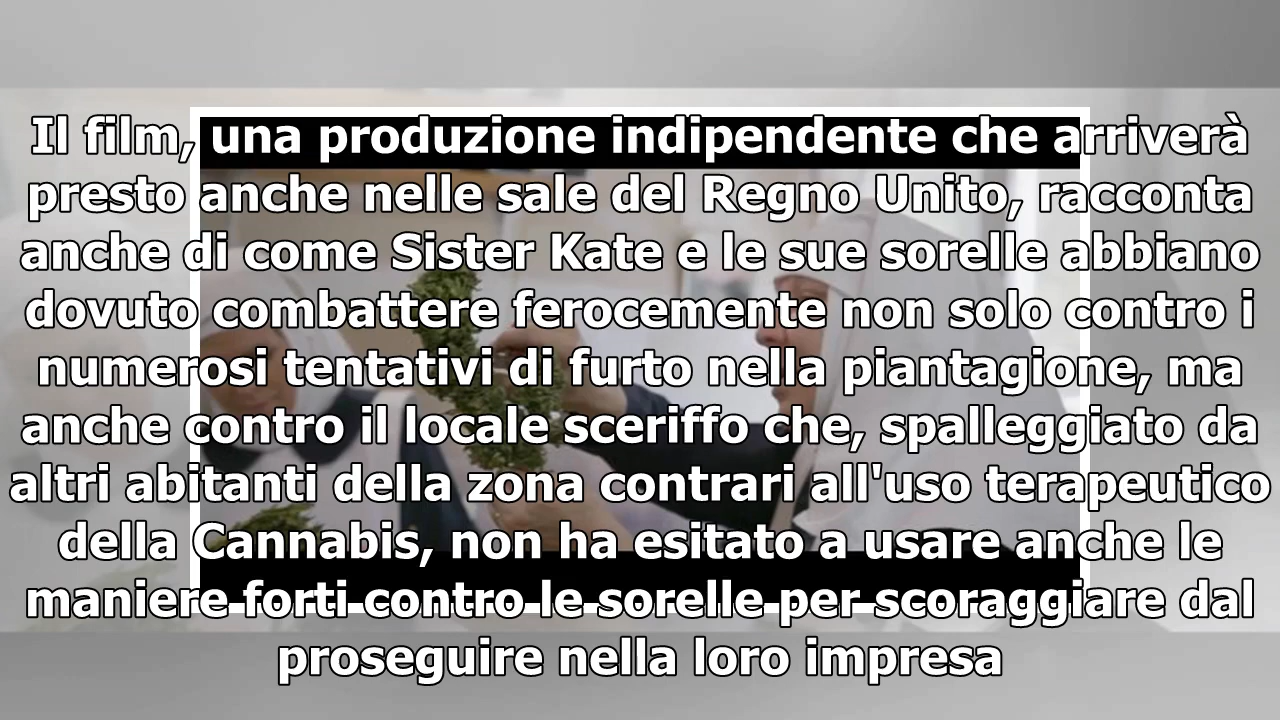 Il film, una produzione indipendente che arriverà
presto anche nelle sale del Regno Unito, racconta
anche di come Sister Kate e le sue sorelle abbiano
dovuto combattere ferocemente non solo contro i
numerosi tentativi di furto nella piantagione, ma
anche contro il locale sceriffo che, spalleggiato da
altri abitanti della zona contrari all'uso terapeutico
della Cannabis, non ha esitato a usare anche le
maniere forti contro le sorelle per scoraggiare dal
proseguire nella loro impresa